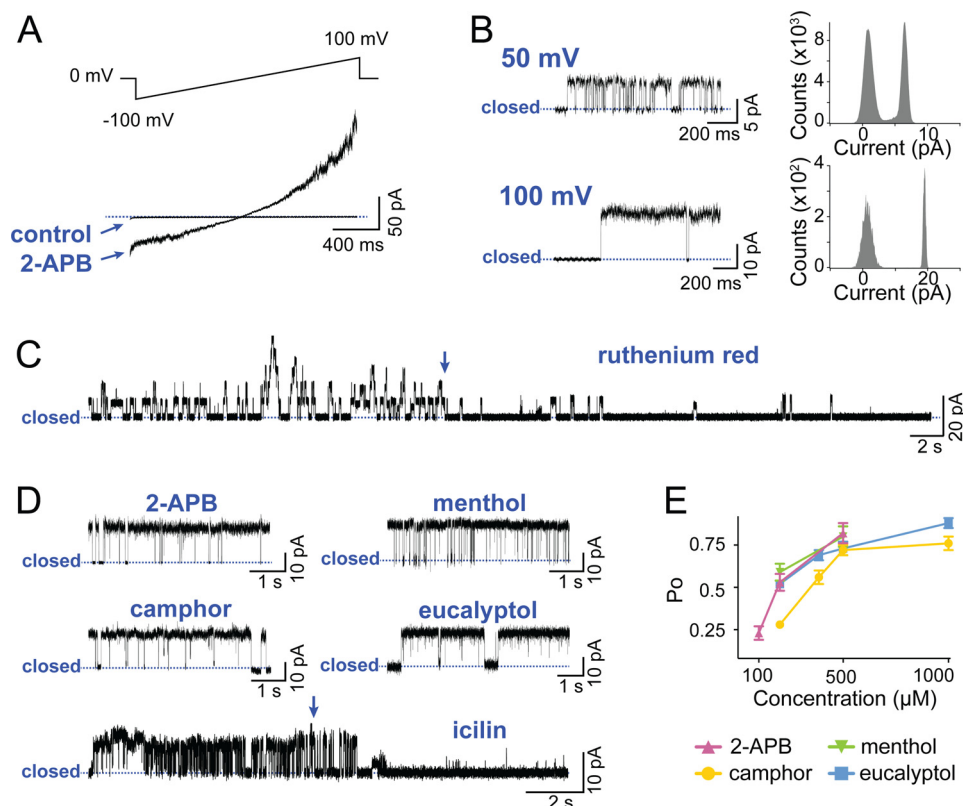 A
0 mV
100 mV
-100 mV
control
2-APB
50 pA
400 ms
B
50 mV
closed
200 ms
5 pA
Counts (x10³)
8
4
0
0
10
Current (pA)
100 mV
closed
200 ms
10 pA
Counts (x10²)
4
2
0
0
20
Current (pA)
C
ruthenium red
closed
2 s
20 pA
D
2-APB
closed
1 s
10 pA
menthol
1 s
10 pA
camphor
closed
1 s
10 pA
eucalyptol
1 s
10 pA
icilin
closed
2 s
10 pA
E
Po
0.75
0.5
0.25
100
500
1000
Concentration (µM)
2-APB
menthol
camphor
eucalyptol